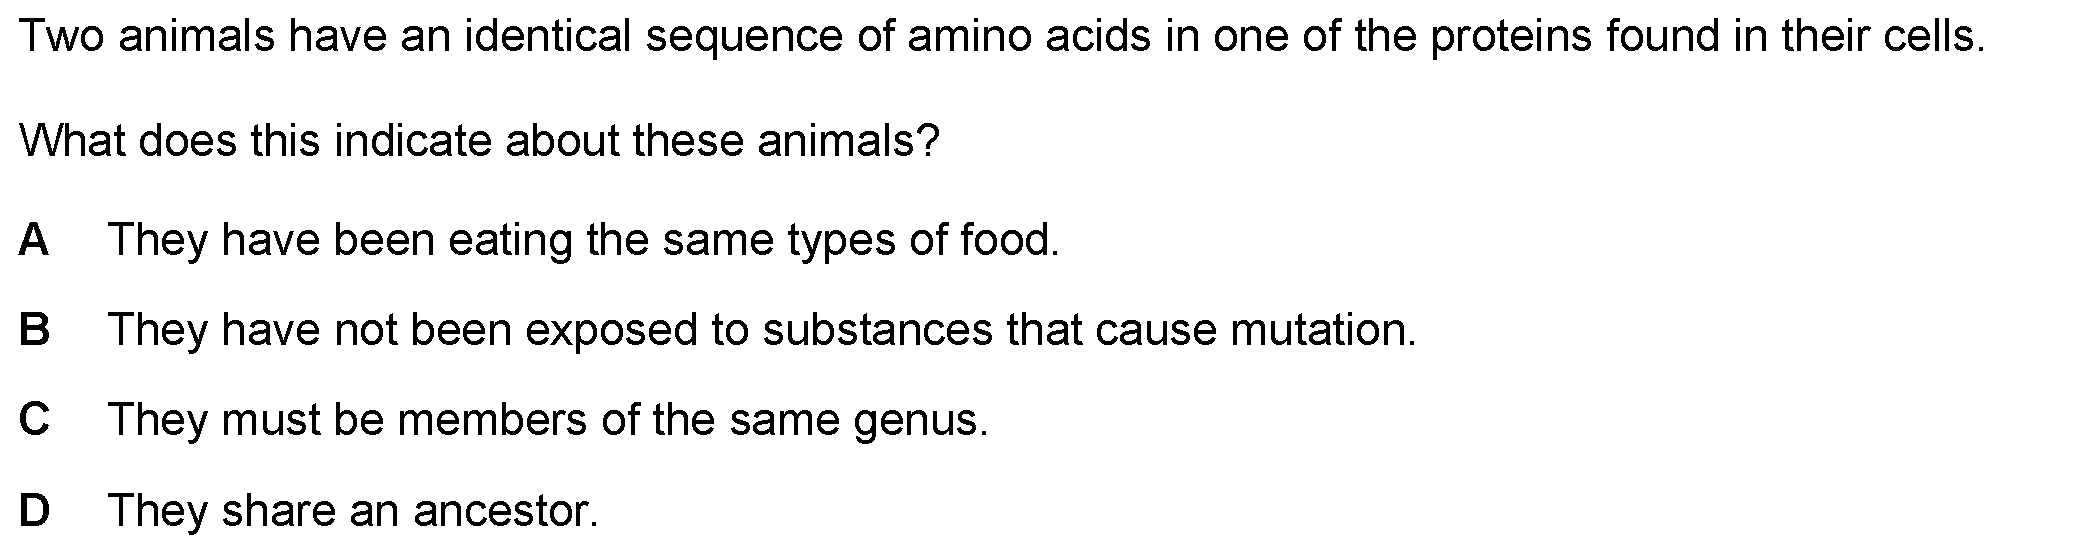 Two animals have an identical sequence of amino acids in one of the proteins found in their cells.
What does this indicate about these animals?
A They have been eating the same types of food.
B They have not been exposed to substances that cause mutation.
C They must be members of the same genus.
D They share an ancestor.